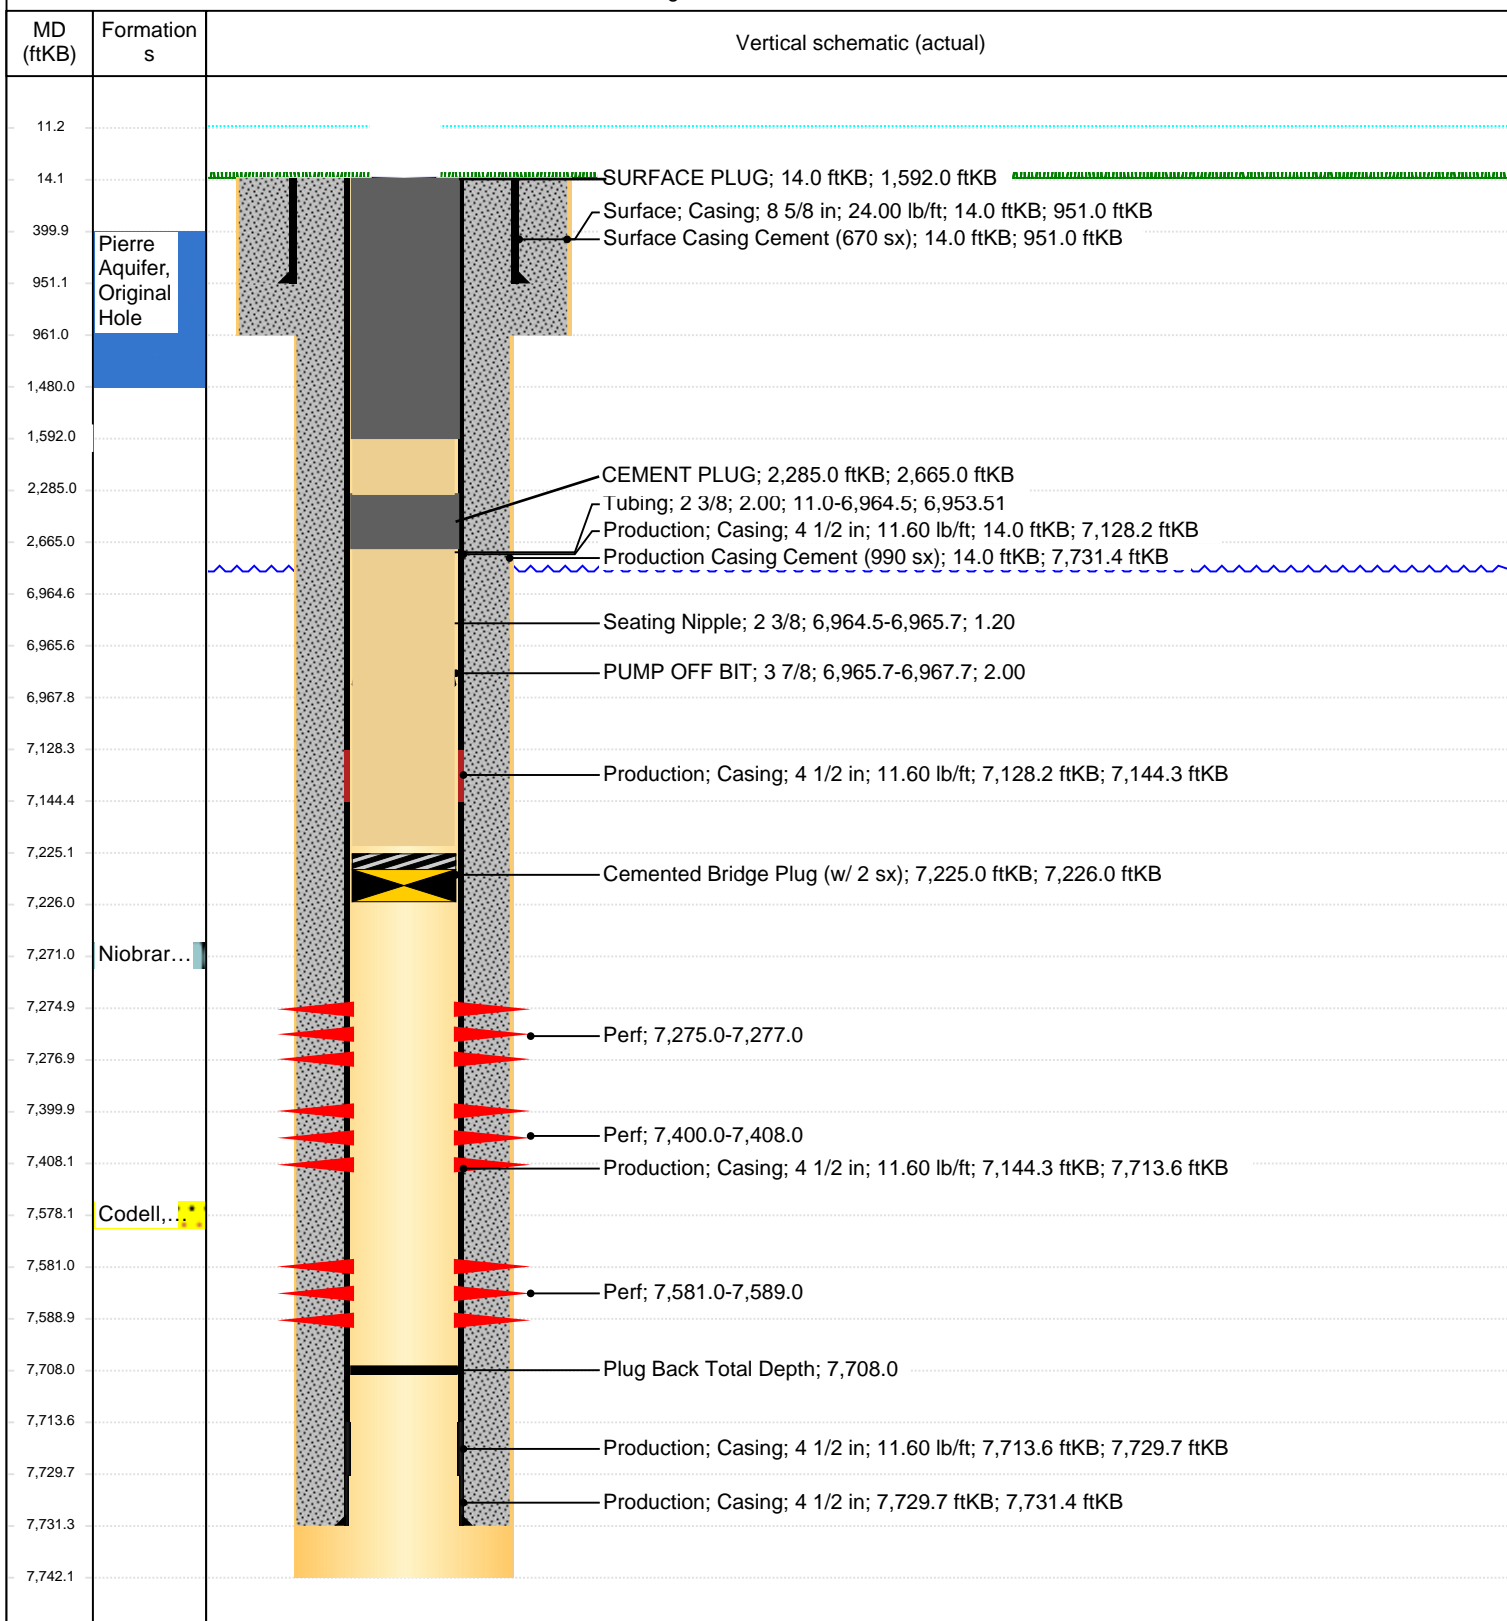 MD
(ftKB)
Formation
s
Vertical schematic (actual)
11.2
14.1
SURFACE PLUG; 14.0 ftKB; 1,592.0 ftKB
Surface; Casing; 8 5/8 in; 24.00 lb/ft; 14.0 ftKB; 951.0 ftKB
399.9
Surface Casing Cement (670 sx); 14.0 ftKB; 951.0 ftKB
Pierre
Aquifer,
Original
Hole
951.1
961.0
1,480.0
1,592.0
CEMENT PLUG; 2,285.0 ftKB; 2,665.0 ftKB
2,285.0
Tubing; 2 3/8; 2.00; 11.0-6,964.5; 6,953.51
Production; Casing; 4 1/2 in; 11.60 lb/ft; 14.0 ftKB; 7,128.2 ftKB
2,665.0
Production Casing Cement (990 sx); 14.0 ftKB; 7,731.4 ftKB
6,964.6
Seating Nipple; 2 3/8; 6,964.5-6,965.7; 1.20
6,965.6
PUMP OFF BIT; 3 7/8; 6,965.7-6,967.7; 2.00
6,967.8
7,128.3
Production; Casing; 4 1/2 in; 11.60 lb/ft; 7,128.2 ftKB; 7,144.3 ftKB
7,144.4
7,225.1
Cemented Bridge Plug (w/ 2 sx); 7,225.0 ftKB; 7,226.0 ftKB
7,226.0
7,271.0
Niobrar…
7,274.9
Perf; 7,275.0-7,277.0
7,276.9
7,399.9
Perf; 7,400.0-7,408.0
7,408.1
Production; Casing; 4 1/2 in; 11.60 lb/ft; 7,144.3 ftKB; 7,713.6 ftKB
7,578.1
Codell,…
7,581.0
Perf; 7,581.0-7,589.0
7,588.9
7,708.0
Plug Back Total Depth; 7,708.0
7,713.6
Production; Casing; 4 1/2 in; 11.60 lb/ft; 7,713.6 ftKB; 7,729.7 ftKB
7,729.7
Production; Casing; 4 1/2 in; 7,729.7 ftKB; 7,731.4 ftKB
7,731.3
7,742.1